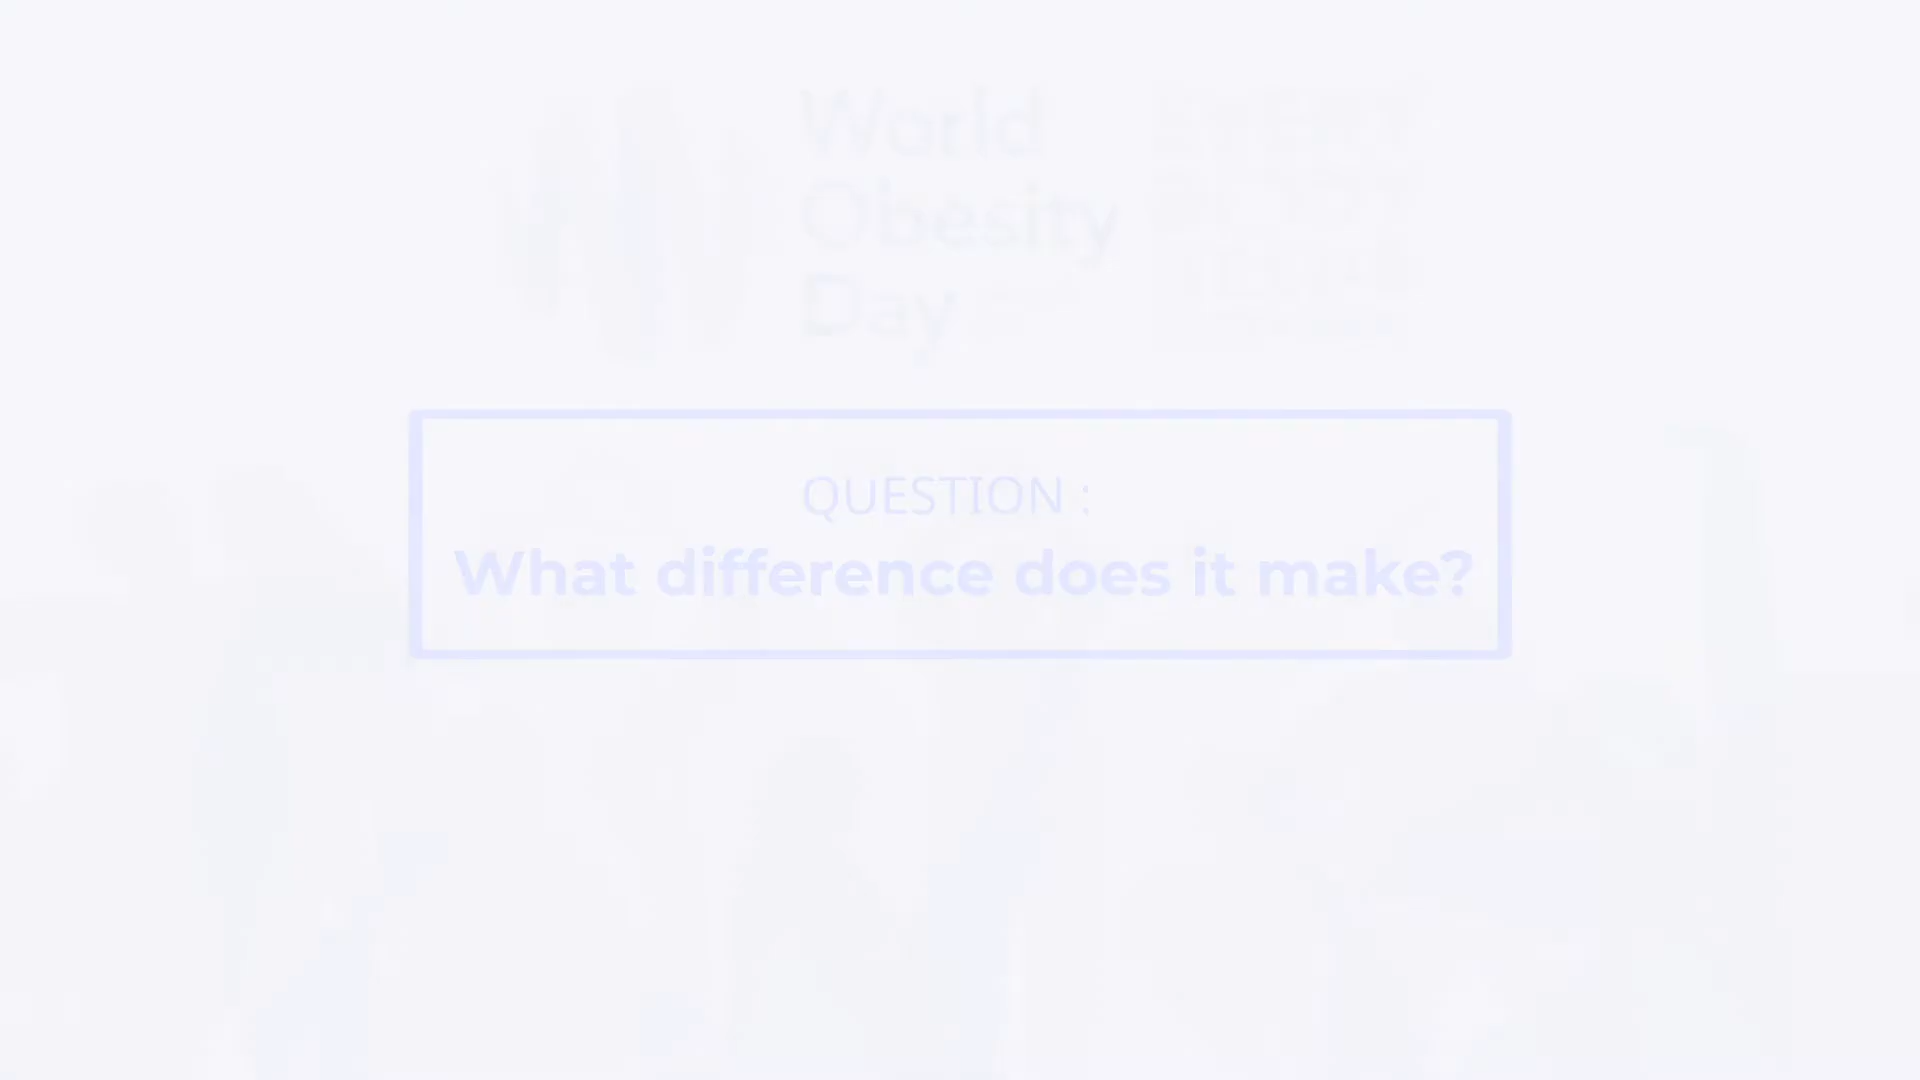 World
Obesity
Day
QUESTION :
What difference does it make?